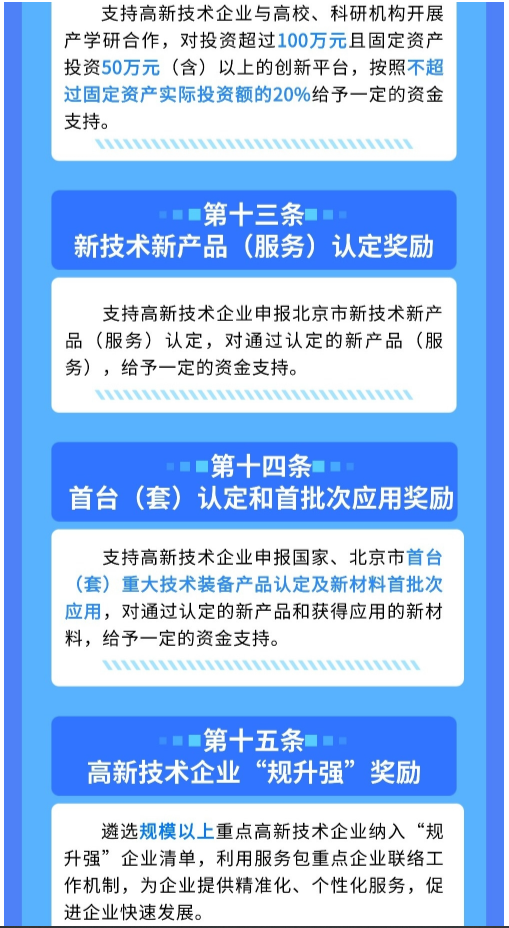 支持高新技术企业与高校、科研机构开展
产学研合作，对投资超过100万元且固定资产
投资50万元（含）以上的创新平台，按照不超
过固定资产实际投资额的20%给予一定的资金
支持。
第十三条
新技术新产品（服务）认定奖励
支持高新技术企业申报北京市新技术新产
品（服务）认定，对通过认定的新产品（服
务），给予一定的资金支持。
第十四条
首台（套）认定和首批次应用奖励
支持高新技术企业申报国家、北京市首台
（套）重大技术装备产品认定及新材料首批次
应用，对通过认定的新产品和获得应用的新材
料，给予一定的资金支持。
第十五条
高新技术企业“规升强”奖励
遴选规模以上重点高新技术企业纳入“规
升强”企业清单，利用服务包重点企业联络工
作机制，为企业提供精准化、个性化服务，促
进企业快速发展。